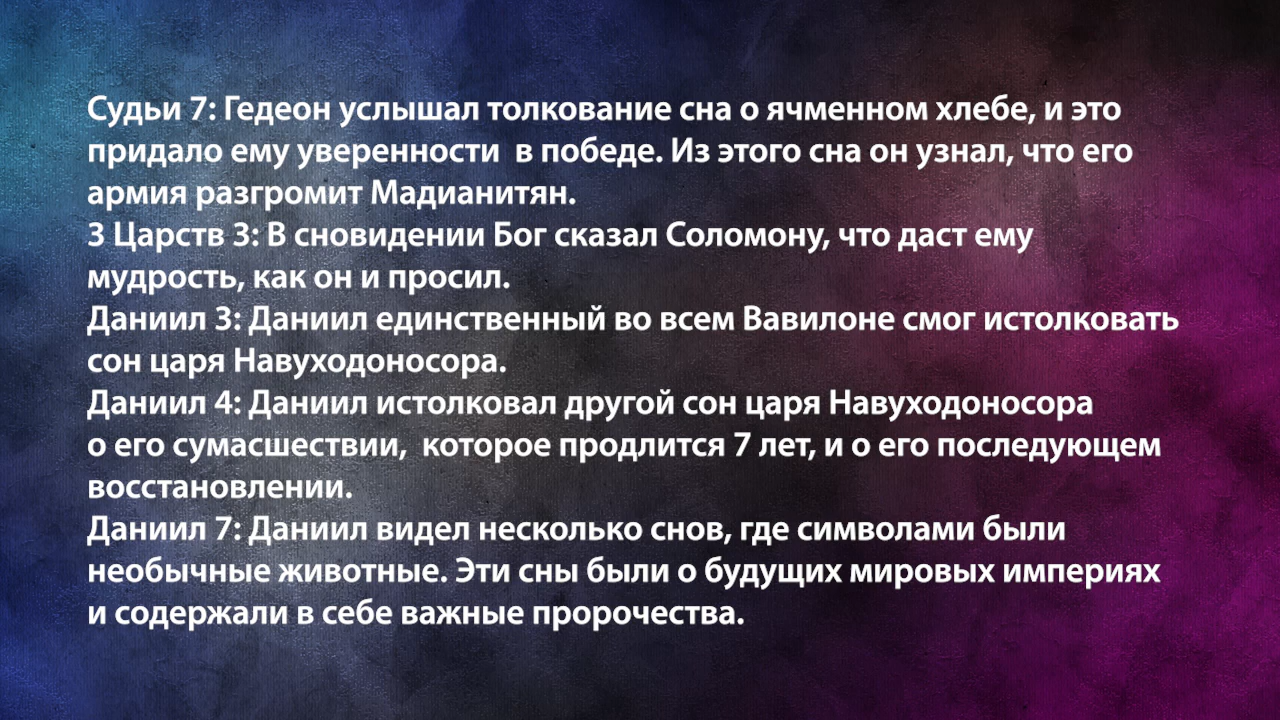 Судьи 7: Гедеон услышал толкование сна о ячменном хлебе, и это
придало ему уверенности  в победе. Из этого сна он узнал, что его
армия разгромит Мадианитян.
3 Царств 3: В сновидении Бог сказал Соломону, что даст ему
мудрость, как он и просил.
Даниил 3: Даниил единственный во всем Вавилоне смог истолковать
сон царя Навуходоносора.
Даниил 4: Даниил истолковал другой сон царя Навуходоносора
о его сумасшествии,  которое продлится 7 лет, и о его последующем
восстановлении.
Даниил 7: Даниил видел несколько снов, где символами были
необычные животные. Эти сны были о будущих мировых империях
и содержали в себе важные пророчества.